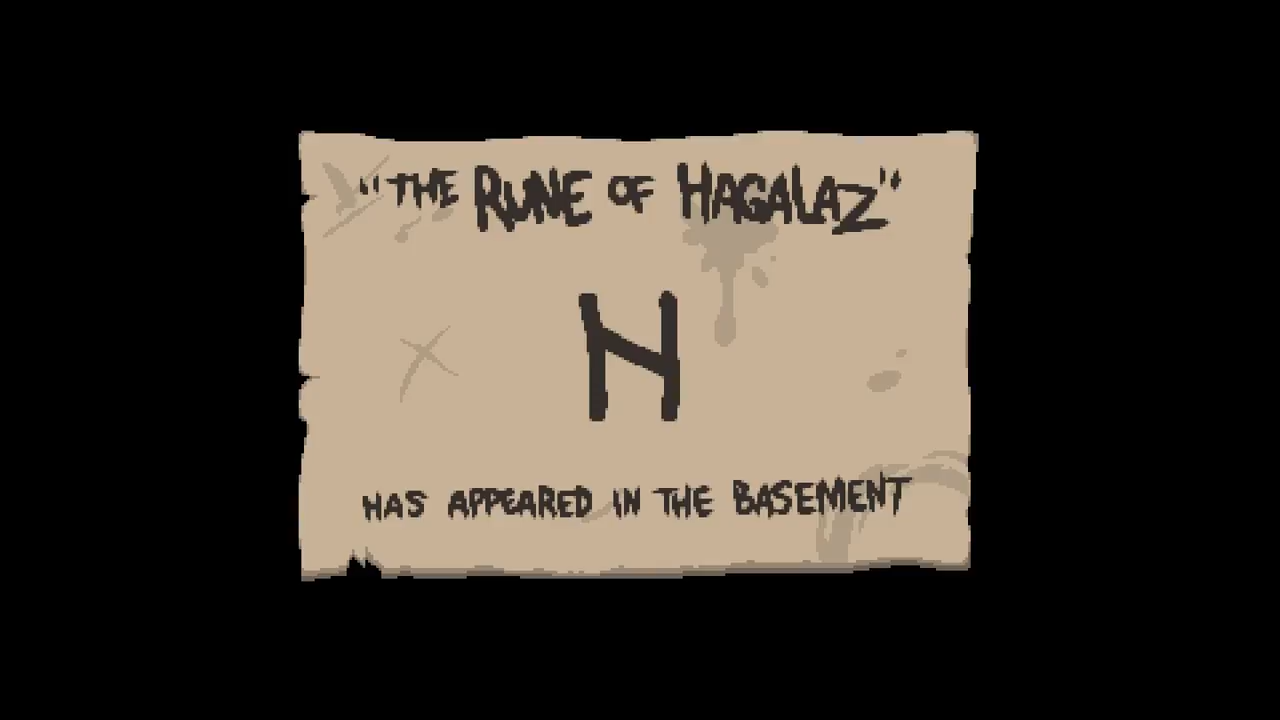 "THE RUNE OF HAGALAZ"
HAS APPEARED IN THE BASEMENT